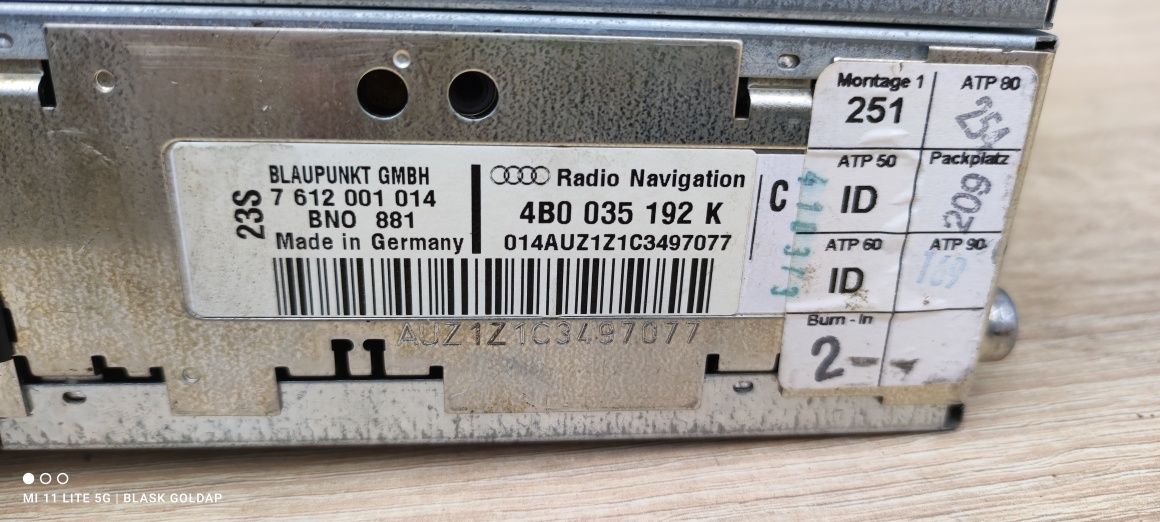 23S
BLAUPUNKT GMBH
7 612 001 014
BNO 881
Made in Germany
Radio Navigation
4B0 035 192 K
014AUZ1Z1C3497077
C
AUZ1Z1C3497077
Montage 1
251
ATP 80
251
ATP 50
ID
Packplatz
209
ATP 60
ID
ATP 90
169
Burn-In
2
MI 11 LITE 5G | BLASK GOLDAP